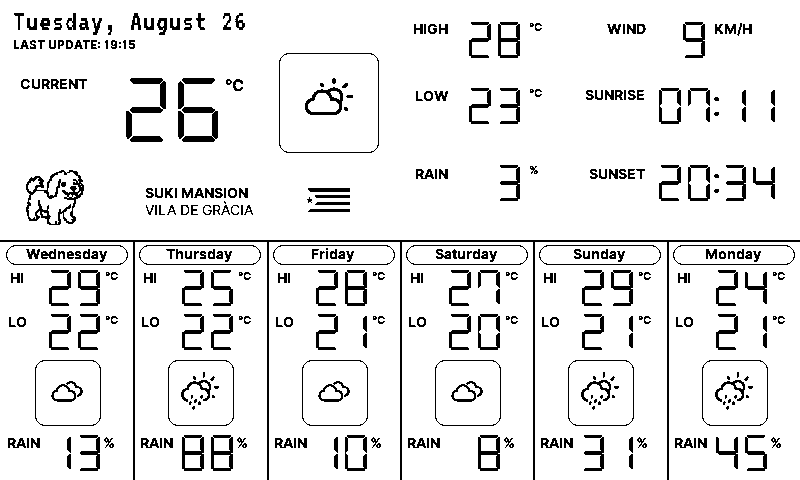 Tuesday, August 26
LAST UPDATE: 19:15
CURRENT 26 °C
HIGH 28 °C
LOW 23 °C
RAIN 3 %
WIND 9 KM/H
SUNRISE 07:11
SUNSET 20:34
SUKI MANSION
VILA DE GRÀCIA
Wednesday
HI 29 °C
LO 22 °C
RAIN 13 %
Thursday
HI 25 °C
LO 22 °C
RAIN 88 %
Friday
HI 28 °C
LO 21 °C
RAIN 10 %
Saturday
HI 27 °C
LO 20 °C
RAIN 8 %
Sunday
HI 29 °C
LO 21 °C
RAIN 31 %
Monday
HI 24 °C
LO 21 °C
RAIN 45 %